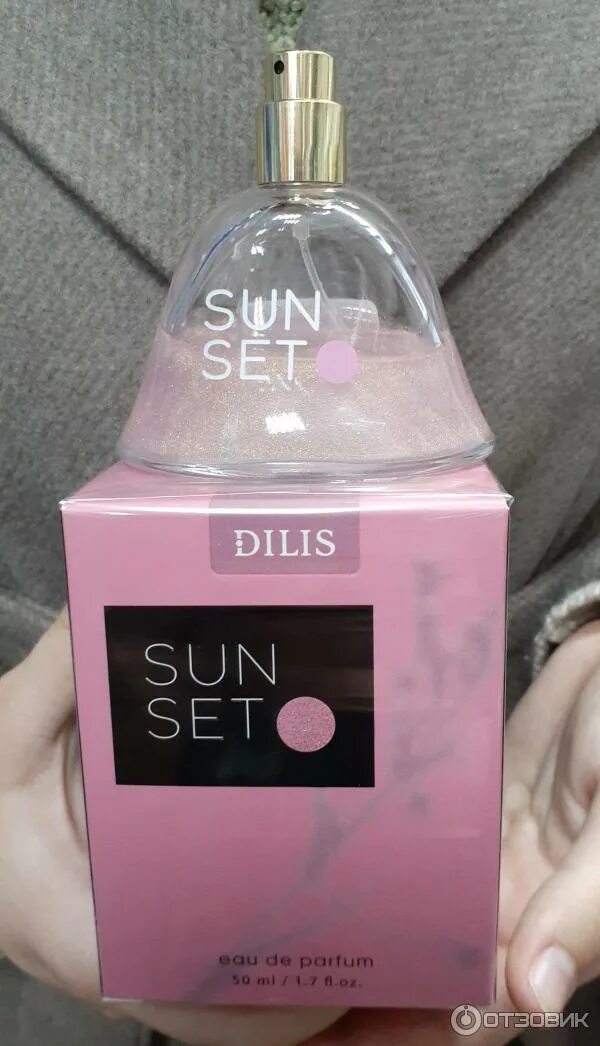 SUN
SET
DILIS
SUN
SET
eau de parfum
50 ml / 1.7 fl.oz.
ОТЗОВИК